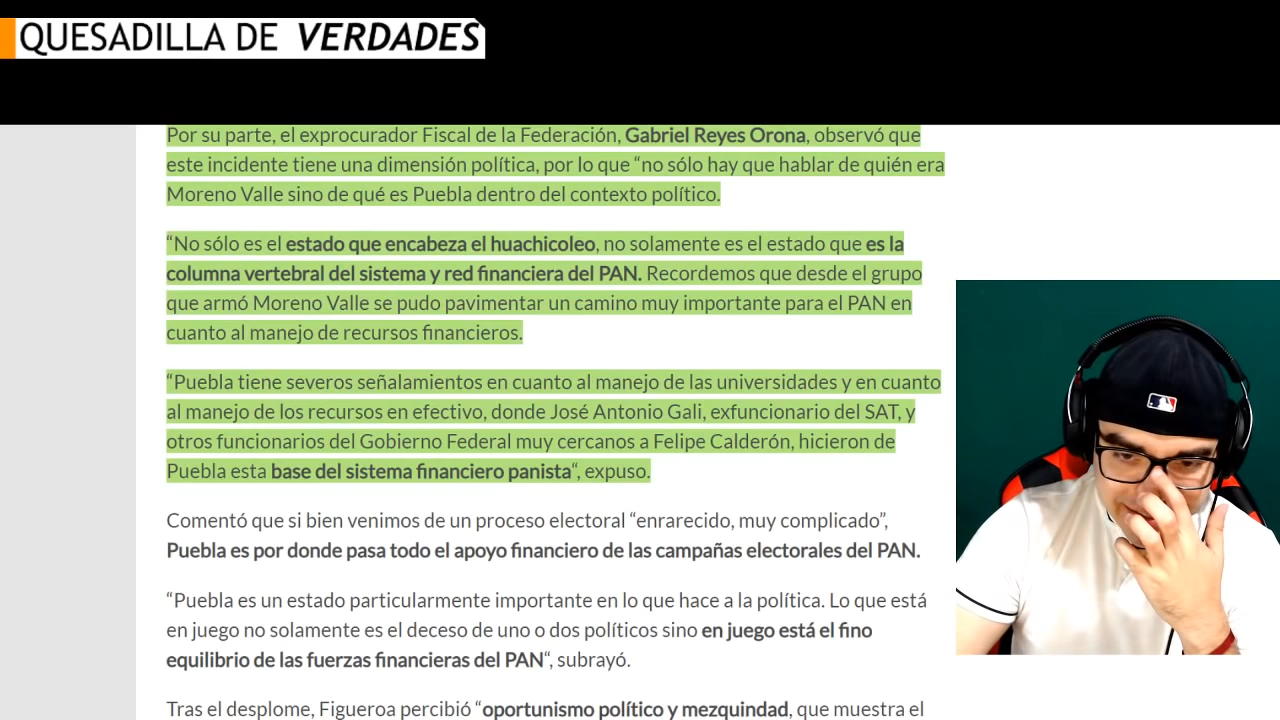 QUESADILLA DE VERDADES
Por su parte, el exprocurador Fiscal de la Federación, Gabriel Reyes Orona, observó que
este incidente tiene una dimensión política, por lo que “no sólo hay que hablar de quién era
Moreno Valle sino de qué es Puebla dentro del contexto político.
“No sólo es el estado que encabeza el huachicoleo, no solamente es el estado que es la
columna vertebral del sistema y red financiera del PAN. Recordemos que desde el grupo
que armó Moreno Valle se pudo pavimentar un camino muy importante para el PAN en
cuanto al manejo de recursos financieros.
“Puebla tiene severos señalamientos en cuanto al manejo de las universidades y en cuanto
al manejo de los recursos en efectivo, donde José Antonio Gali, exfuncionario del SAT, y
otros funcionarios del Gobierno Federal muy cercanos a Felipe Calderón, hicieron de
Puebla esta base del sistema financiero panista“, expuso.
Comentó que si bien venimos de un proceso electoral “enrarecido, muy complicado”,
Puebla es por donde pasa todo el apoyo financiero de las campañas electorales del PAN.
“Puebla es un estado particularmente importante en lo que hace a la política. Lo que está
en juego no solamente es el deceso de uno o dos políticos sino en juego está el fino
equilibrio de las fuerzas financieras del PAN“, subrayó.
Tras el desplome, Figueroa percibió “oportunismo político y mezquindad, que muestra el